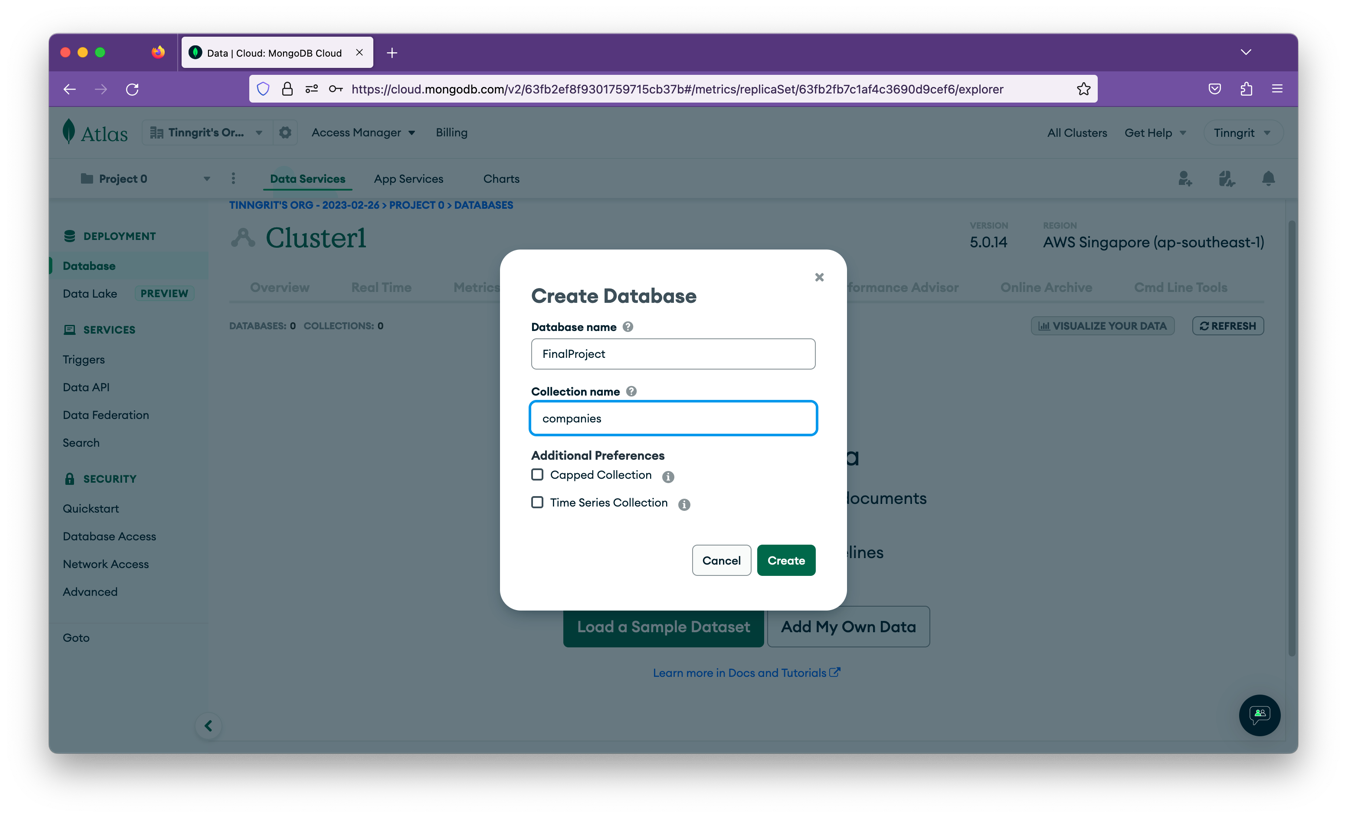 Data | Cloud: MongoDB Cloud
https://cloud.mongodb.com/v2/63fb2ef8f9301759715cb37b#/metrics/replicaSet/63fb2fb7c1af4c3690d9cef6/explorer
Atlas Tinngrit's Or... Access Manager Billing All Clusters Get Help Tinngrit
Project 0 Data Services App Services Charts
TINNGRIT'S ORG - 2023-02-26 > PROJECT 0 > DATABASES
DEPLOYMENT
Database
Data Lake PREVIEW
SERVICES
Triggers
Data API
Data Federation
Search
SECURITY
Quickstart
Database Access
Network Access
Advanced
Goto
Cluster1
VERSION REGION
5.0.14 AWS Singapore (ap-southeast-1)
Overview Real Time Metrics formance Advisor Online Archive Cmd Line Tools
DATABASES: 0 COLLECTIONS: 0 VISUALIZE YOUR DATA REFRESH
Create Database
Database name
FinalProject
Collection name
companies
Additional Preferences
Capped Collection
Time Series Collection
Cancel Create
a
documents
lines
Load a Sample Dataset Add My Own Data
Learn more in Docs and Tutorials